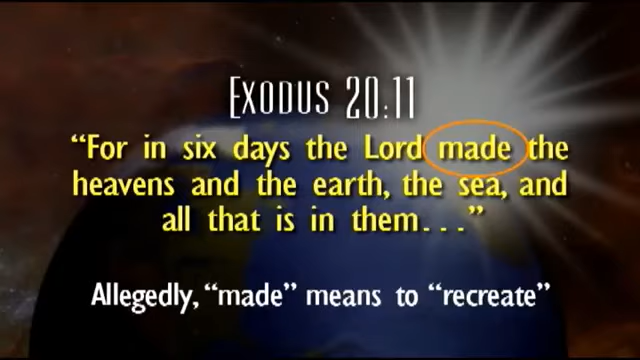 EXODUS 20:11
“For in six days the Lord made the
heavens and the earth, the sea, and
all that is in them...”
Allegedly, “made” means to “recreate”